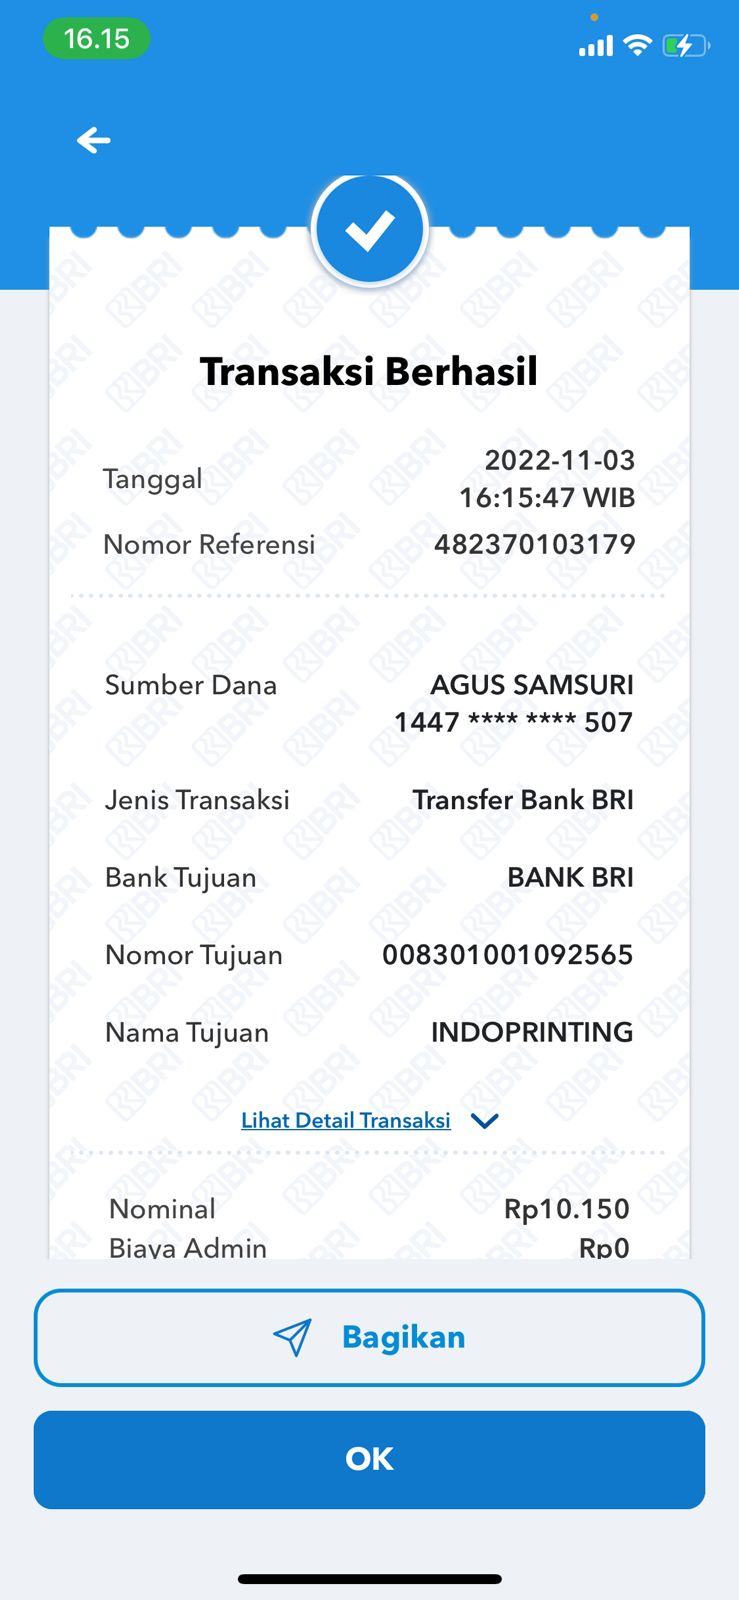 16.15
Transaksi Berhasil
Tanggal
2022-11-03
16:15:47 WIB
Nomor Referensi 482370103179
Sumber Dana AGUS SAMSURI
1447 **** **** 507
Jenis Transaksi Transfer Bank BRI
Bank Tujuan BANK BRI
Nomor Tujuan 008301001092565
Nama Tujuan INDOPRINTING
Lihat Detail Transaksi
Nominal Rp10.150
Biaya Admin Rp0
Bagikan
OK